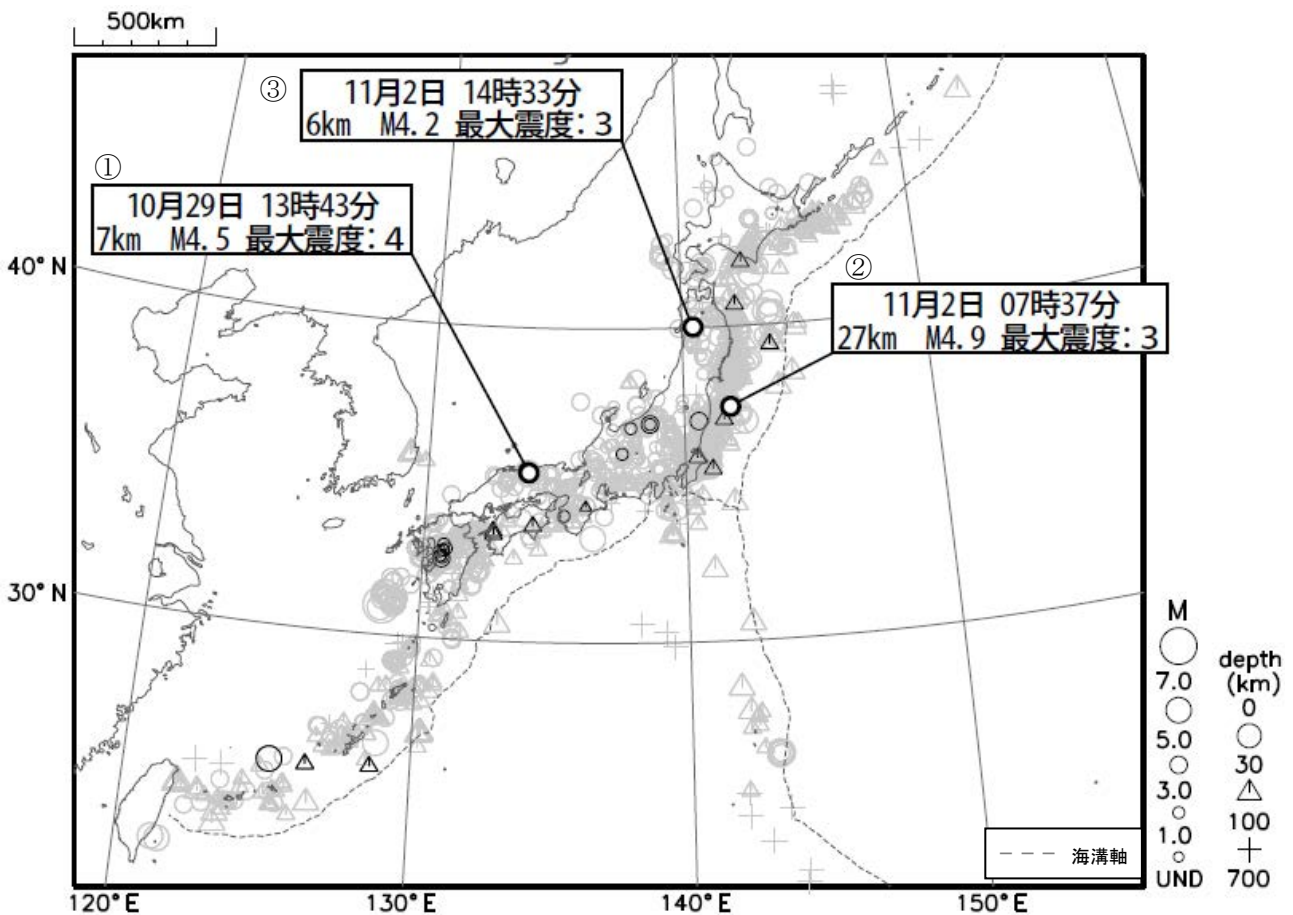 500km
③
11月2日 14時33分
6km M4.2 最大震度：3
①
10月29日 13時43分
7km M4.5 最大震度：4
②
11月2日 07時37分
27km M4.9 最大震度：3
40°N
30°N
120°E
130°E
140°E
150°E
海溝軸
M
7.0
5.0
3.0
1.0
UND
depth
(km)
0
30
100
700